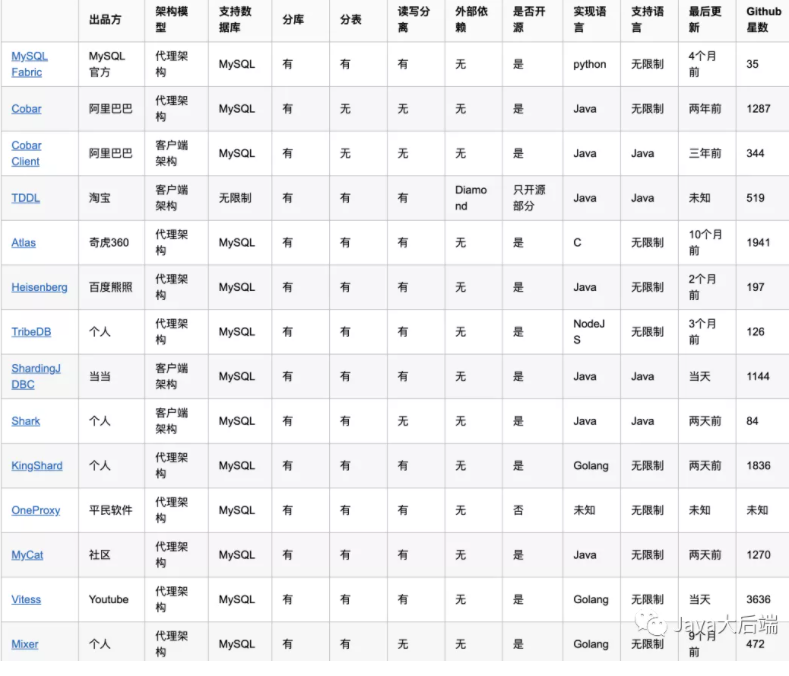 出品方 架构模型 支持数据库 分库 分表 读写分离 外部依赖 是否开源 实现语言 支持语言 最后更新 Github星数
MySQL Fabric MySQL官方 代理架构 MySQL 有 有 有 无 是 python 无限制 4个月前 35
Cobar 阿里巴巴 代理架构 MySQL 有 无 无 无 是 Java 无限制 两年前 1287
Cobar Client 阿里巴巴 客户端架构 MySQL 有 无 无 无 是 Java Java 三年前 344
TDDL 淘宝 客户端架构 无限制 有 有 有 Diamond 只开源部分 Java Java 未知 519
Atlas 奇虎360 代理架构 MySQL 有 有 有 无 是 C 无限制 10个月前 1941
Heisenberg 百度熊照 代理架构 MySQL 有 有 有 无 是 Java 无限制 2个月前 197
TribeDB 个人 代理架构 MySQL 有 有 有 无 是 NodeJS 无限制 3个月前 126
ShardingJDBC 当当 客户端架构 MySQL 有 有 有 无 是 Java Java 当天 1144
Shark 个人 客户端架构 MySQL 有 有 无 无 是 Java Java 两天前 84
KingShard 个人 代理架构 MySQL 有 有 有 无 是 Golang 无限制 两天前 1836
OneProxy 平民软件 代理架构 MySQL 有 有 有 无 否 未知 无限制 未知 未知
MyCat 社区 代理架构 MySQL 有 有 有 无 是 Java 无限制 两天前 1270
Vitess Youtube 代理架构 MySQL 有 有 有 无 是 Golang 无限制 当天 3636
Mixer 个人 代理架构 MySQL 有 有 无 无 是 Golang 无限制 9个月前 472
Java大后端